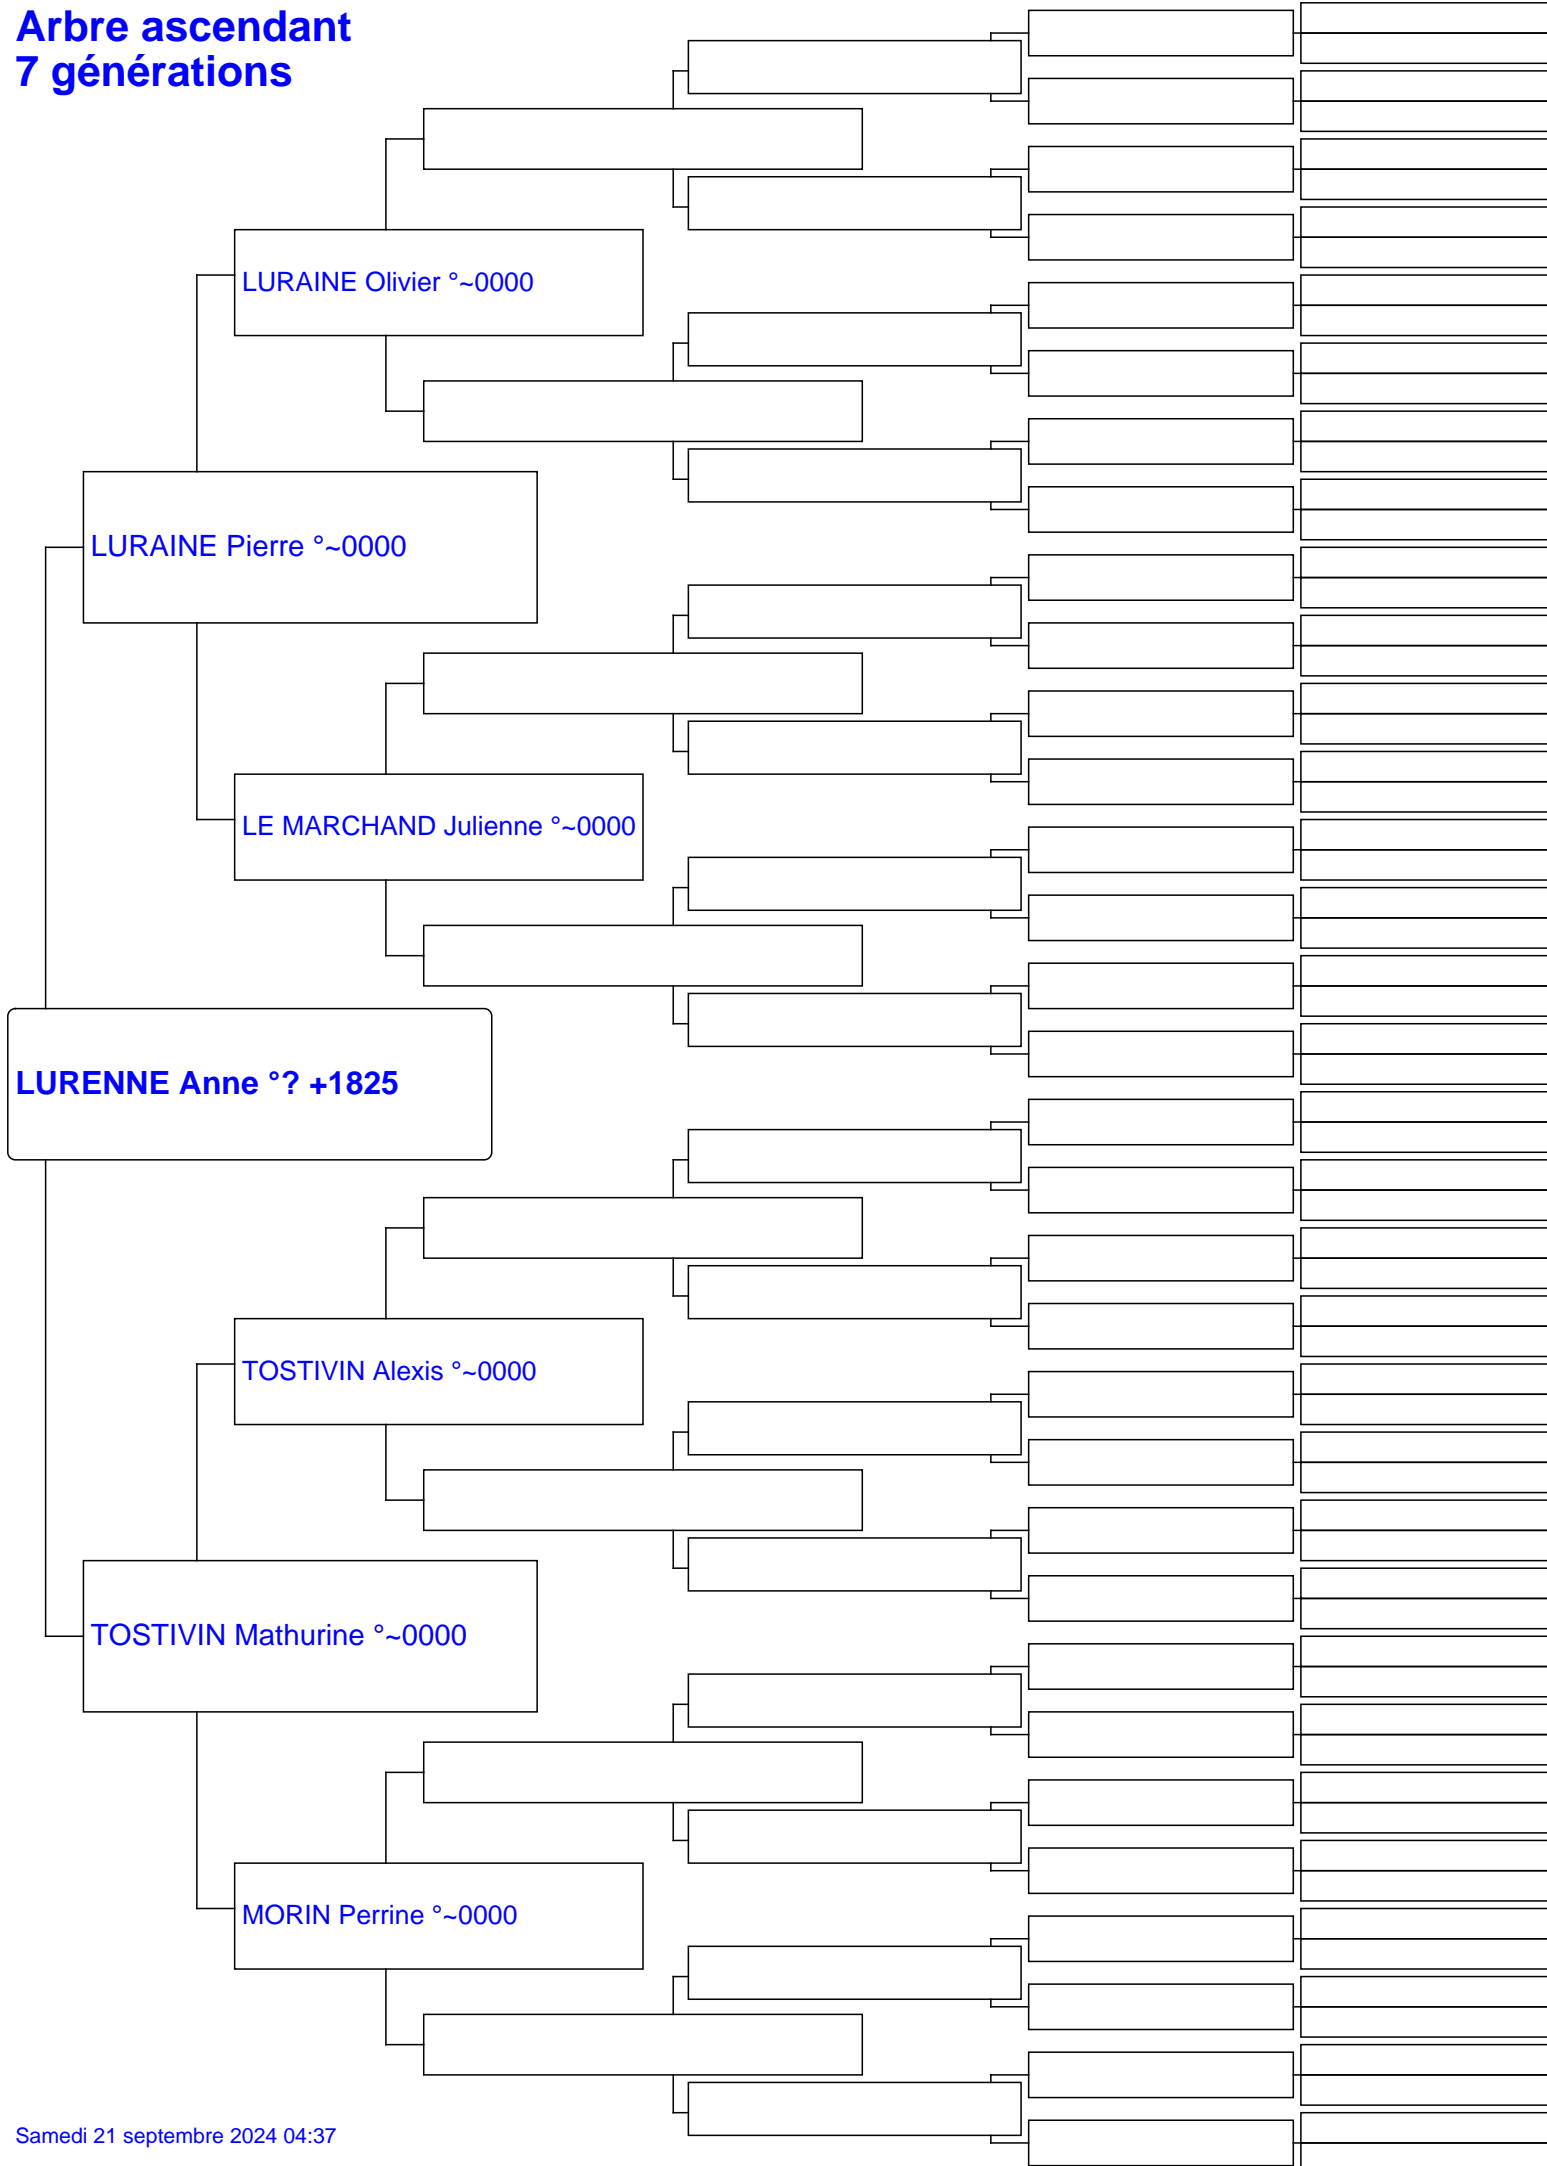 Arbre ascendant
7 générations
LURAINE Olivier °~0000
LURAINE Pierre °~0000
LE MARCHAND Julienne °~0000
LURENNE Anne °? +1825
TOSTIVIN Alexis °~0000
TOSTIVIN Mathurine °~0000
MORIN Perrine °~0000
Samedi 21 septembre 2024 04:37